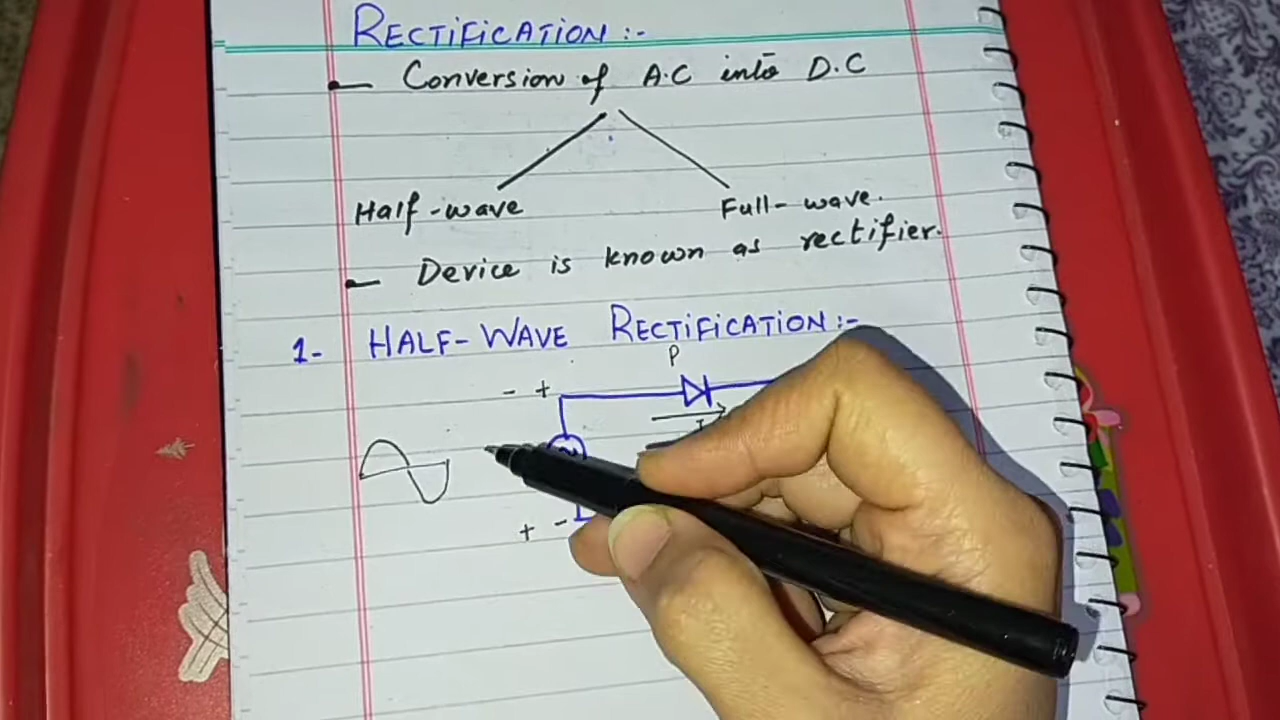 RECTIFICATION:-
Conversion of A.C into D.C
Half-wave Full-wave.
Device is known as rectifier.
1- HALF-WAVE RECTIFICATION:-
P
- +
+ -